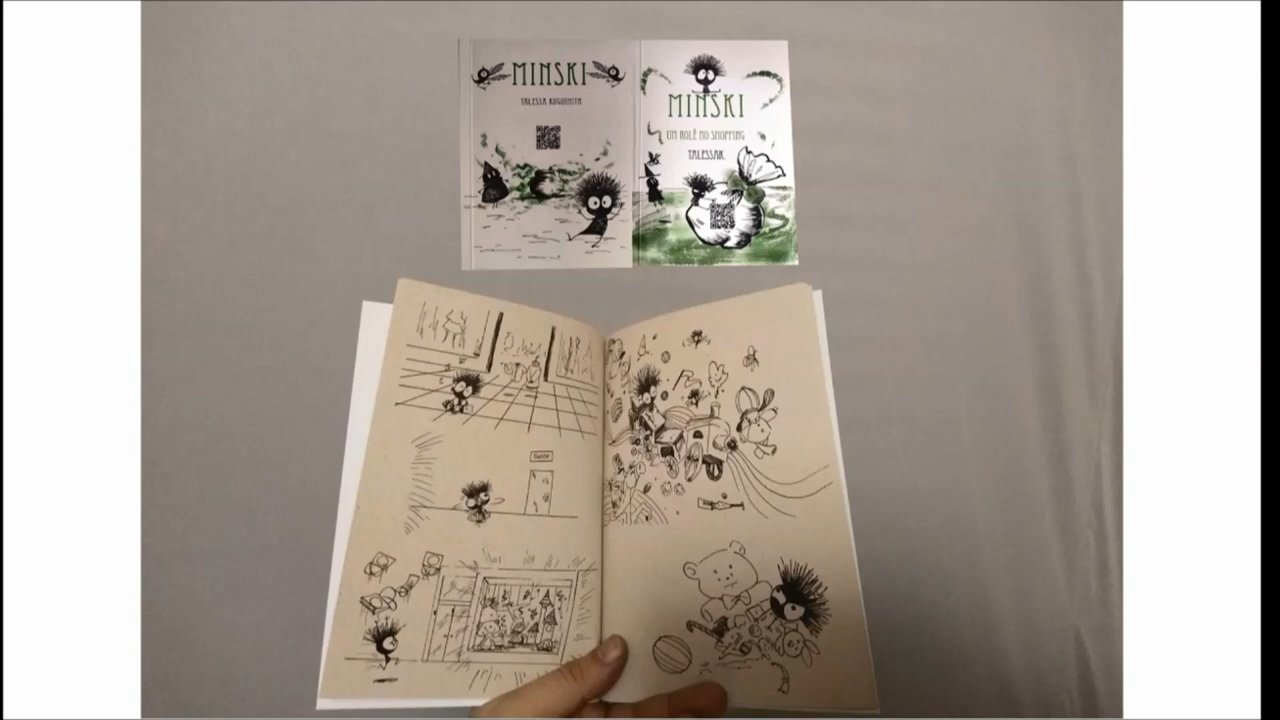 MINSKI
TALESSA KUGUIMIYA
MINSKI
UM ROLÊ NO SHOPPING
TALESSAK.
Saída